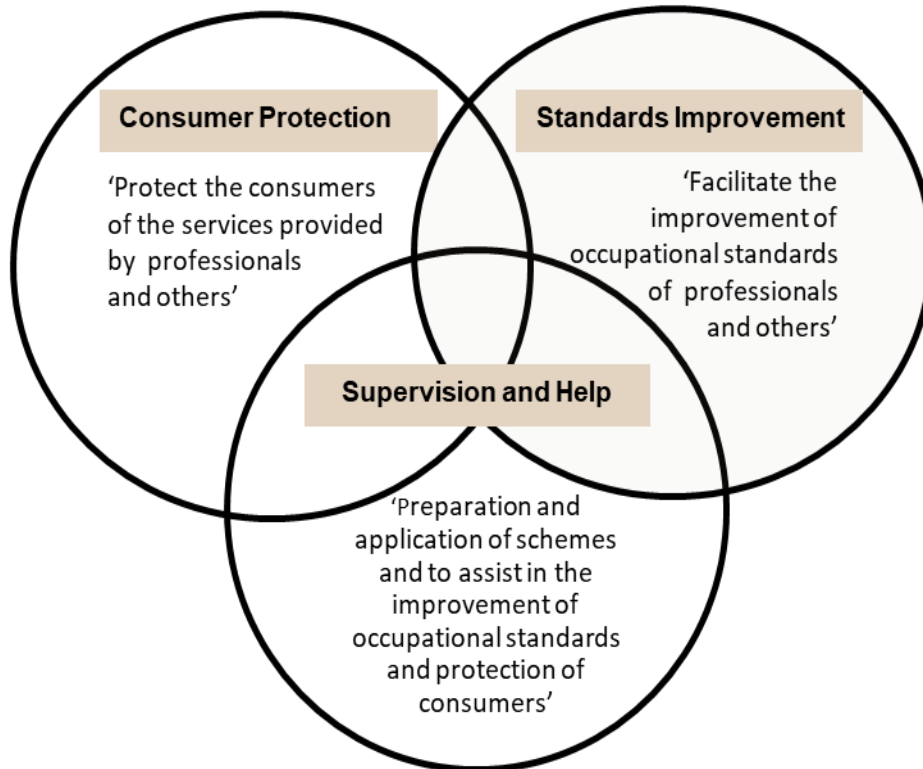 Consumer Protection
‘Protect the consumers
of the services provided
by professionals
and others’
Standards Improvement
‘Facilitate the
improvement of
occupational standards
of professionals
and others’
Supervision and Help
‘Preparation and
application of schemes
and to assist in the
improvement of
occupational standards
and protection of
consumers’